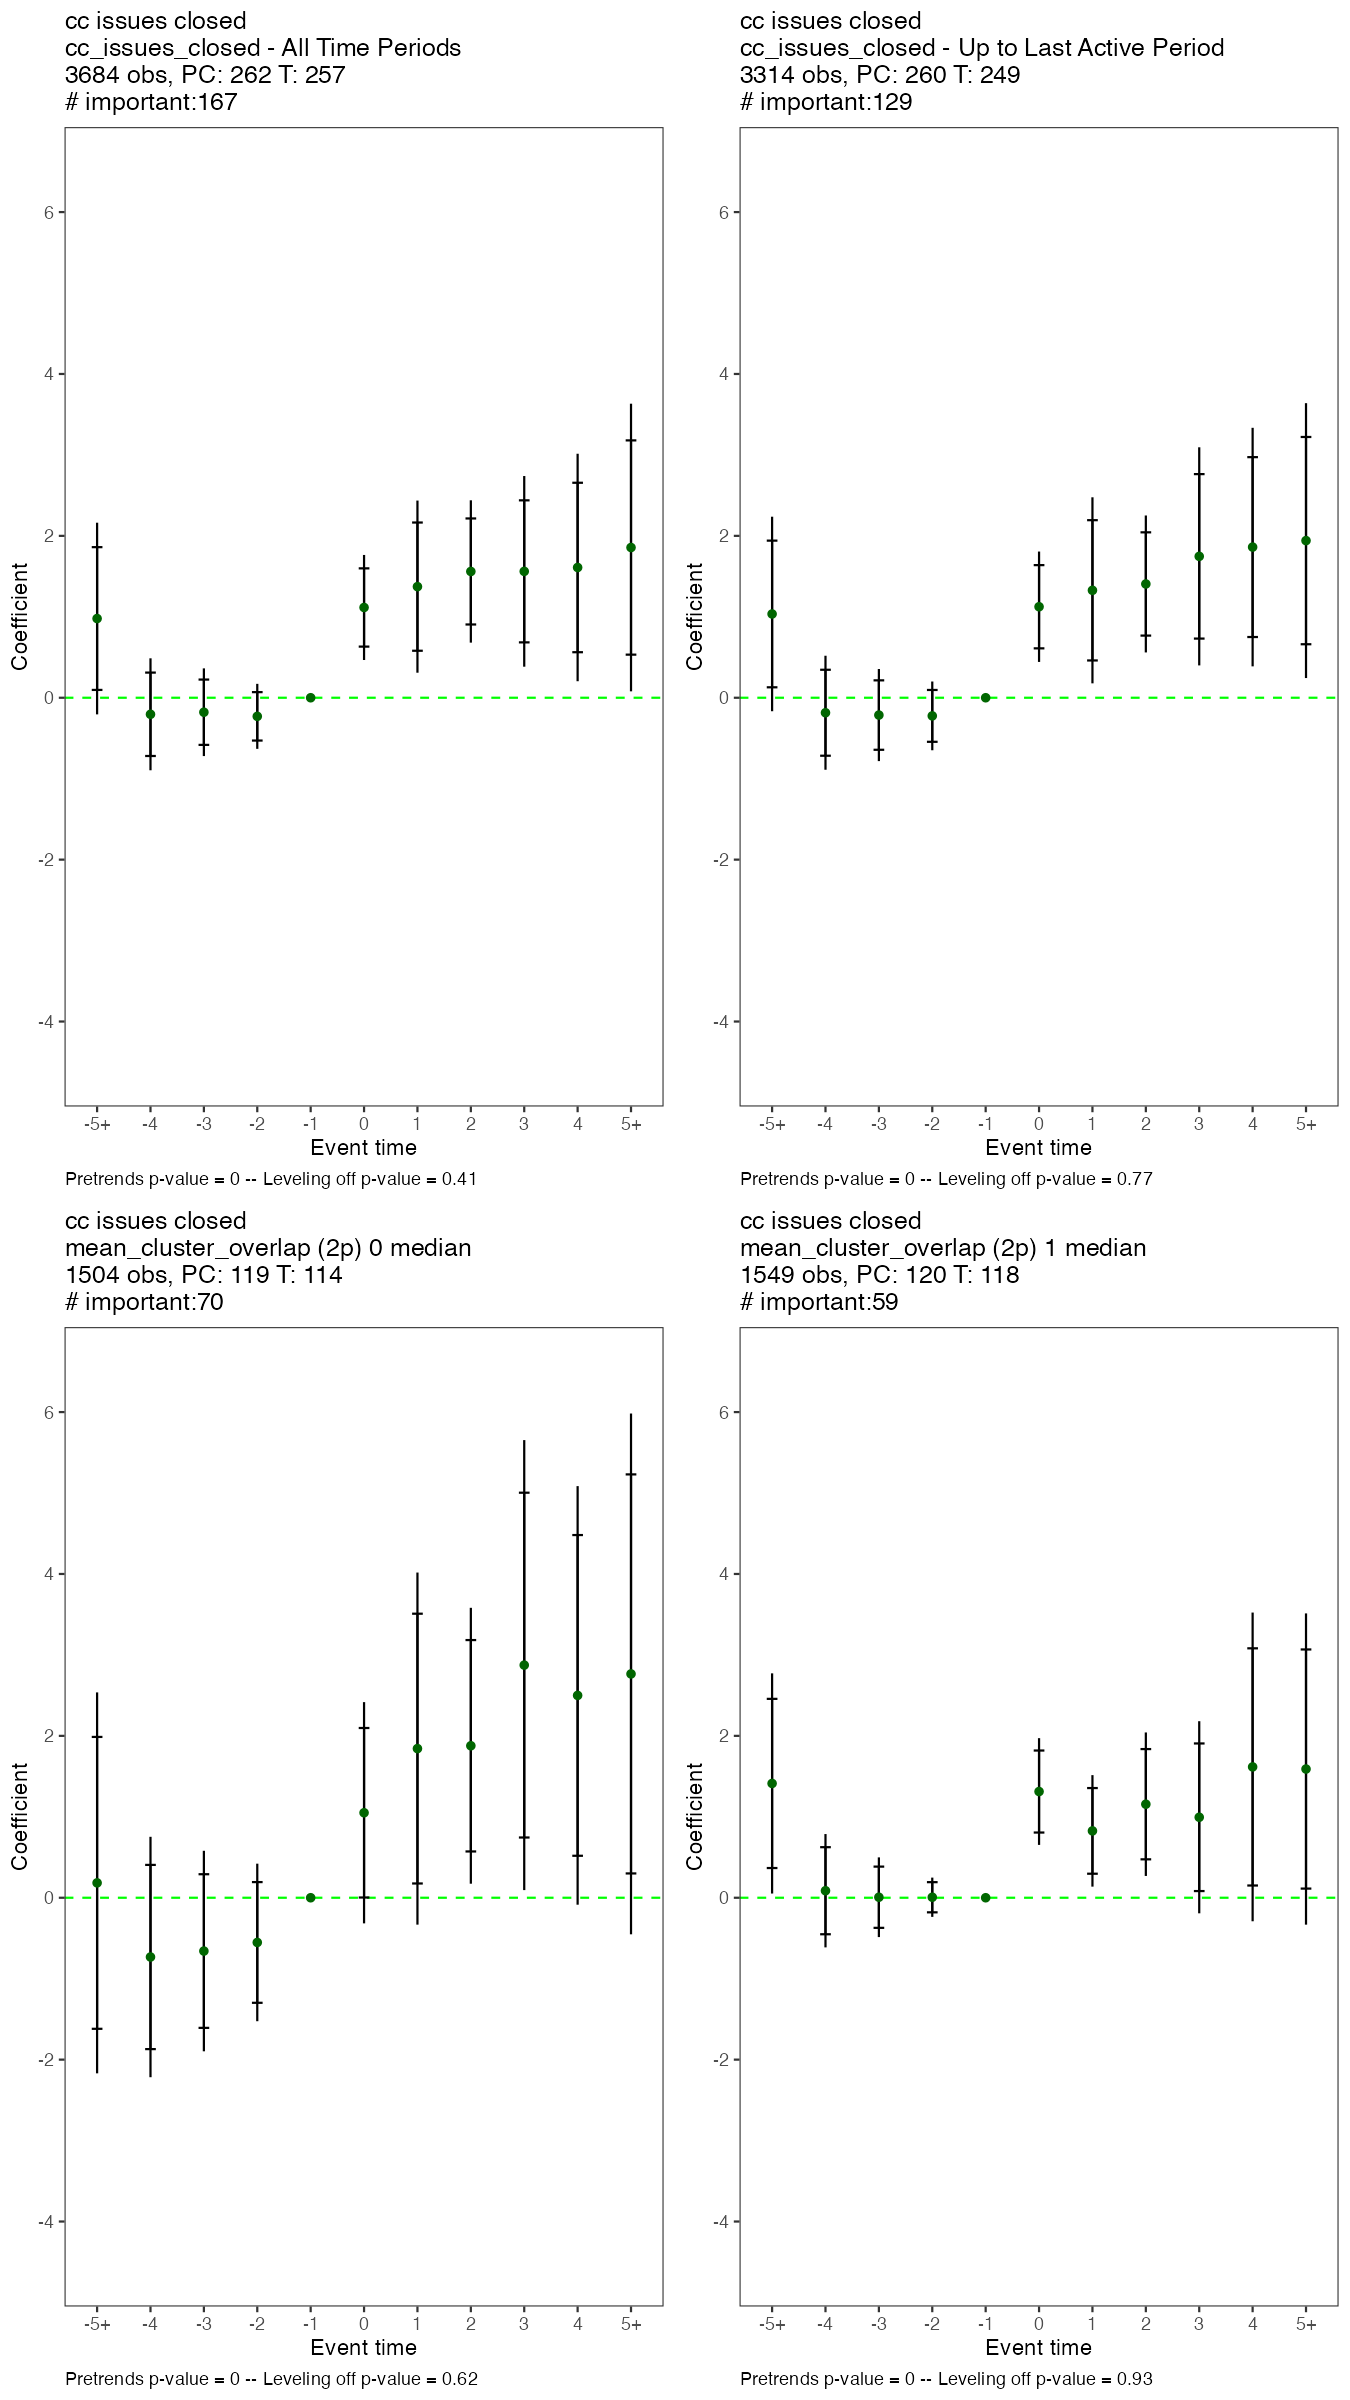 cc issues closed
cc_issues_closed - All Time Periods
3684 obs, PC: 262 T: 257
# important:167
6
4
2
0
-2
-4
Coefficient
-5+ -4 -3 -2 -1 0 1 2 3 4 5+
Event time
Pretrends p-value = 0 -- Leveling off p-value = 0.41
cc issues closed
cc_issues_closed - Up to Last Active Period
3314 obs, PC: 260 T: 249
# important:129
6
4
2
0
-2
-4
Coefficient
-5+ -4 -3 -2 -1 0 1 2 3 4 5+
Event time
Pretrends p-value = 0 -- Leveling off p-value = 0.77
cc issues closed
mean_cluster_overlap (2p) 0 median
1504 obs, PC: 119 T: 114
# important:70
6
4
2
0
-2
-4
Coefficient
-5+ -4 -3 -2 -1 0 1 2 3 4 5+
Event time
Pretrends p-value = 0 -- Leveling off p-value = 0.62
cc issues closed
mean_cluster_overlap (2p) 1 median
1549 obs, PC: 120 T: 118
# important:59
6
4
2
0
-2
-4
Coefficient
-5+ -4 -3 -2 -1 0 1 2 3 4 5+
Event time
Pretrends p-value = 0 -- Leveling off p-value = 0.93